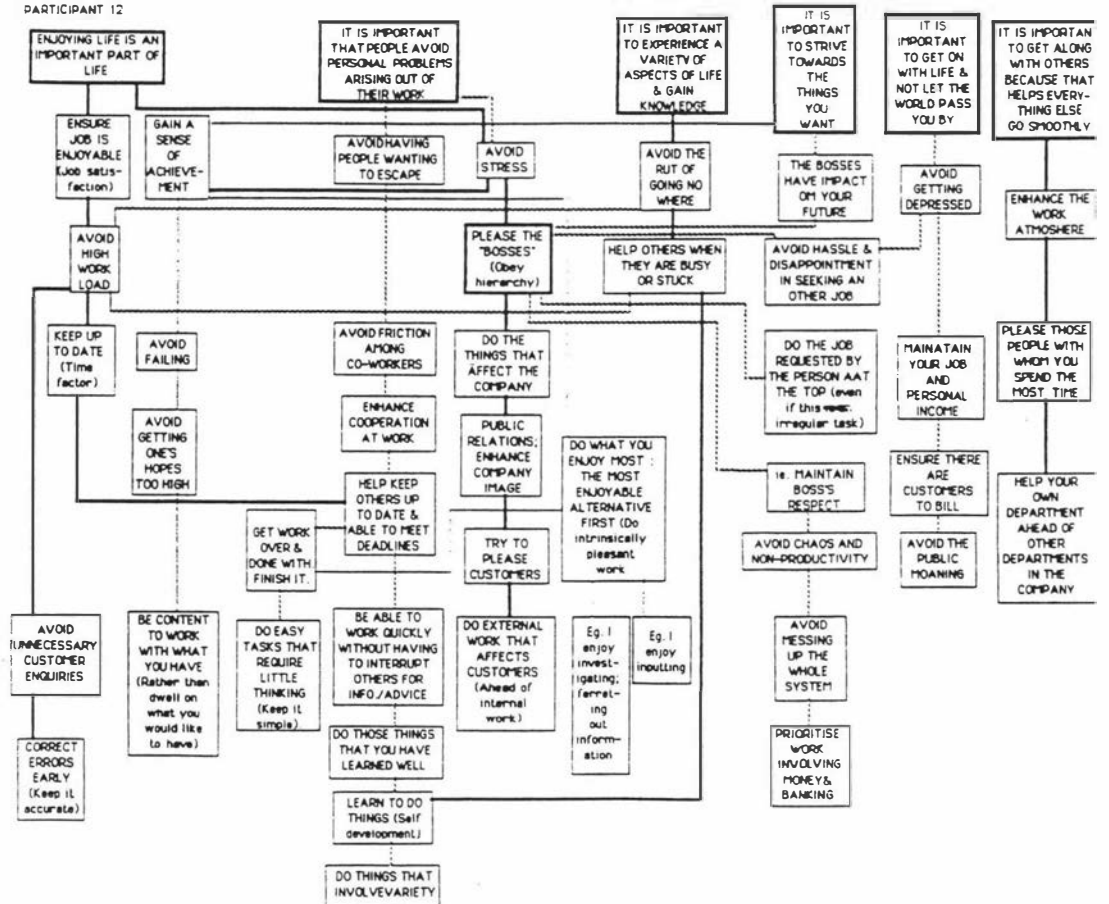 PARTICIPANT 12
ENJOYING LIFE IS AN
IMPORTANT PART OF
LIFE
IT IS IMPORTANT
THAT PEOPLE AVOID
PERSONAL PROBLEMS
ARISING OUT OF
THEIR WORK
IT IS IMPORTANT
TO EXPERIENCE A
VARIETY OF
ASPECTS OF LIFE
& GAIN
KNOWLEDGE
IT IS
IMPORTANT
TO STRIVE
TOWARDS
THE
THINGS
YOU
WANT
IT IS
IMPORTANT
TO GET ON
WITH LIFE &
NOT LET THE
WORLD PASS
YOU BY
IT IS IMPORTAN
TO GET ALONG
WITH OTHERS
BECAUSE THAT
HELPS EVERY-
THING ELSE
GO SMOOTHLY
ENSURE
JOB IS
ENJOYABLE
(Job satis-
faction)
GAIN A
SENSE
OF
ACHIEVE-
MENT
AVOID HAVING
PEOPLE WANTING
TO ESCAPE
AVOID
STRESS
AVOID THE
RUT OF
GOING NO
WHERE
THE BOSSES
HAVE IMPACT
OM YOUR
FUTURE
AVOID
GETTING
DEPRESSED
ENHANCE THE
WORK
ATMOSHERE
AVOID
HIGH
WORK
LOAD
PLEASE THE
"BOSSES"
(Obey
hierarchy)
HELP OTHERS WHEN
THEY ARE BUSY
OR STUCK
AVOID HASSLE &
DISAPPOINTMENT
IN SEEKING AN
OTHER JOB
KEEP UP
TO DATE
(Time
factor)
AVOID
FAILING
AVOID FRICTION
AMONG
CO-WORKERS
DO THE
THINGS THAT
AFFECT THE
COMPANY
DO THE JOB
REQUESTED BY
THE PERSON AAT
THE TOP (even
if this
irregular task)
MAINATAIN
YOUR JOB
AND
PERSONAL
INCOME
PLEASE THOSE
PEOPLE WITH
WHOM YOU
SPEND THE
MOST TIME
AVOID
GETTING
ONE'S
HOPES
TOO HIGH
ENHANCE
COOPERATION
AT WORK
PUBLIC
RELATIONS;
ENHANCE
COMPANY
IMAGE
DO WHAT YOU
ENJOY MOST :
THE MOST
ENJOYABLE
ALTERNATIVE
FIRST (Do
intrinsically
pleasant
work
ie. MAINTAIN
BOSS'S
RESPECT
ENSURE THERE
ARE
CUSTOMERS
TO BILL
HELP YOUR
OWN
DEPARTMENT
AHEAD OF
OTHER
DEPARTMENTS
IN THE
COMPANY
HELP KEEP
OTHERS UP
TO DATE &
ABLE TO MEET
DEADLINES
GET WORK
OVER &
DONE WITH.
FINISH IT.
TRY TO
PLEASE
CUSTOMERS
AVOID CHAOS AND
NON-PRODUCTIVITY
AVOID THE
PUBLIC
MOANING
AVOID
UNNECESSARY
CUSTOMER
ENQUIRIES
BE CONTENT
TO WORK
WITH WHAT
YOU HAVE
(Rather than
dwell on
what you
would like
to have)
DO EASY
TASKS THAT
REQUIRE
LITTLE
THINKING
(Keep it
simple)
BE ABLE TO
WORK QUICKLY
WITHOUT HAVING
TO INTERRUPT
OTHERS FOR
INFO./ADVICE
DO EXTERNAL
WORK THAT
AFFECTS
CUSTOMERS
(Ahead of
internal
work)
Eg. I
enjoy
invest-
igating;
ferret-
ing
out
inform-
ation
Eg. I
enjoy
inputting
AVOID
MESSING
UP THE
WHOLE
SYSTEM
CORRECT
ERRORS
EARLY
(Keep it
accurate)
DO THOSE THINGS
THAT YOU HAVE
LEARNED WELL
PRIORITISE
WORK
INVOLVING
MONEY&
BANKING
LEARN TO DO
THINGS (Self
development)
DO THINGS THAT
INVOLVEVARIETY